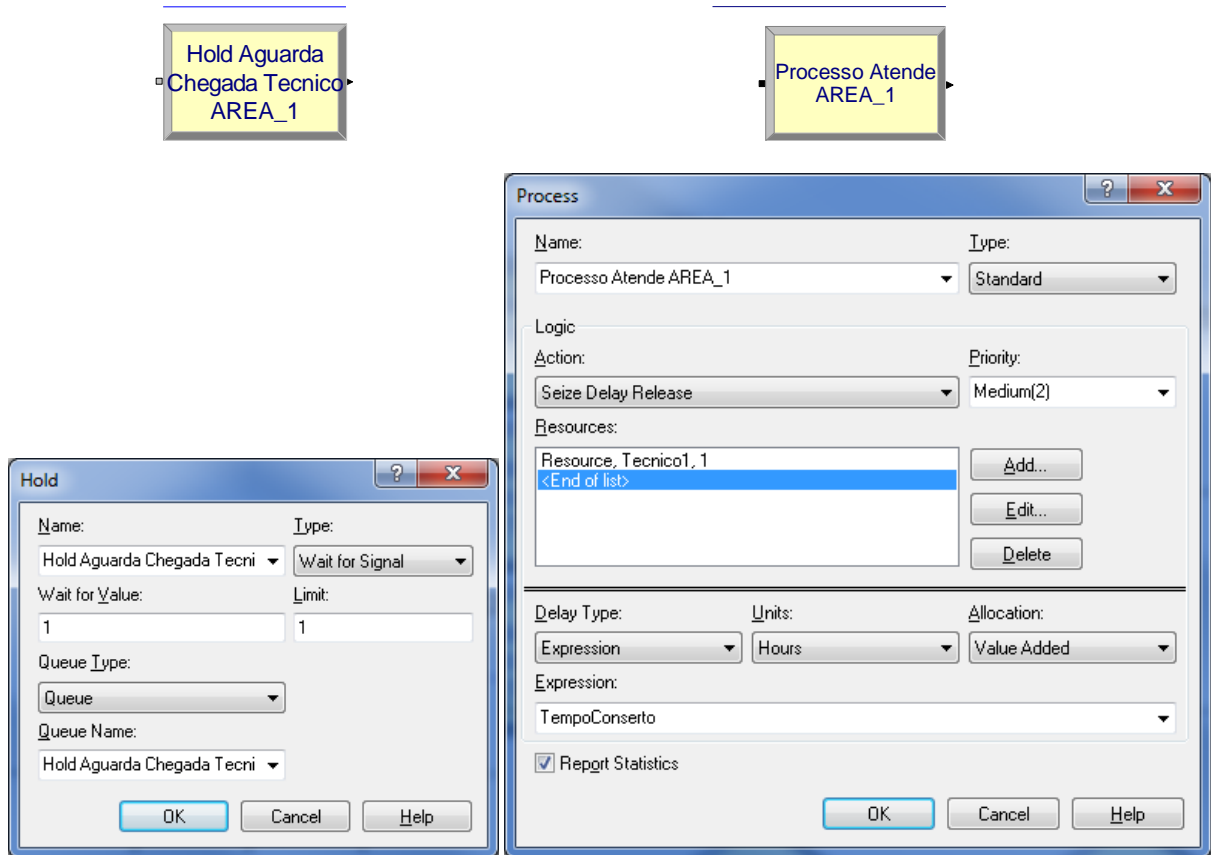 Hold Aguarda
Chegada Tecnico
AREA_1
Processo Atende
AREA_1
Process
Name:
Type:
Processo Atende AREA_1
Standard
Logic
Action:
Priority:
Seize Delay Release
Medium(2)
Resources:
Resource, Tecnico1, 1
<End of list>
Add...
Edit...
Delete
Delay Type:
Units:
Allocation:
Expression
Hours
Value Added
Expression:
TempoConserto
Report Statistics
OK
Cancel
Help
Hold
Name:
Type:
Hold Aguarda Chegada Tecni
Wait for Signal
Wait for Value:
Limit:
1
1
Queue Type:
Queue
Queue Name:
Hold Aguarda Chegada Tecni
OK
Cancel
Help